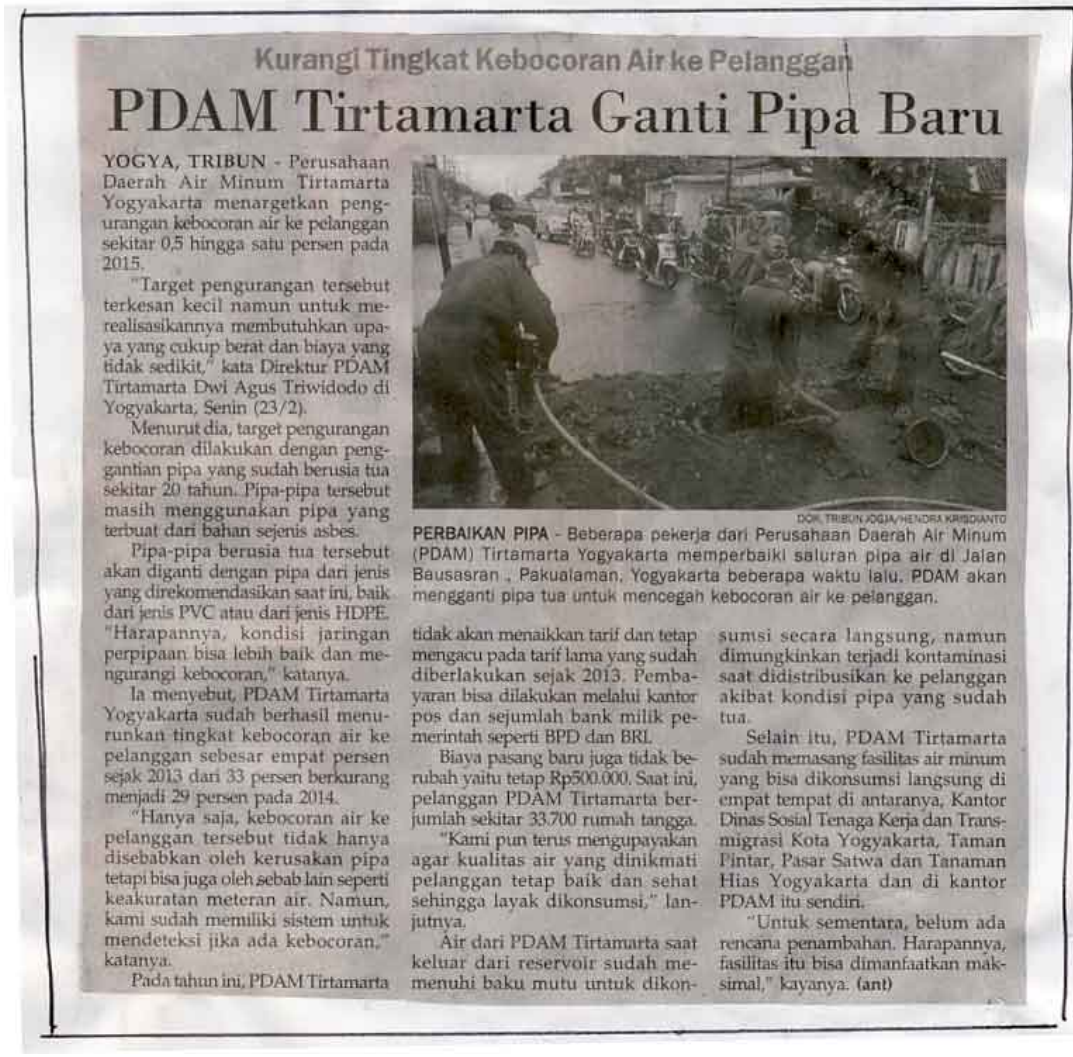 Kurangi Tingkat Kebocoran Air ke Pelanggan
PDAM Tirtamarta Ganti Pipa Baru
YOGYA, TRIBUN - Perusahaan
Daerah Air Minum Tirtamarta
Yogyakarta menargetkan peng-
urangan kebocoran air ke pelanggan
sekitar 0,5 hingga satu persen pada
2015.
"Target pengurangan tersebut
terkesan kecil namun untuk me-
realisasikannya membutuhkan upa-
ya yang cukup berat dan biaya yang
tidak sedikit," kata Direktur PDAM
Tirtamarta Dwi Agus Triwidodo di
Yogyakarta, Senin (23/2).
Menurut dia, target pengurangan
kebocoran dilakukan dengan peng-
gantian pipa yang sudah berusia tua
sekitar 20 tahun. Pipa-pipa tersebut
masih menggunakan pipa yang
terbuat dari bahan sejenis asbes.
Pipa-pipa berusia tua tersebut
akan diganti dengan pipa dari jenis
yang direkomendasikan saat ini, baik
dari jenis PVC atau dari jenis HDPE.
"Harapannya, kondisi jaringan
perpipaan bisa lebih baik dan me-
ngurangi kebocoran," katanya.
Ia menyebut, PDAM Tirtamarta
Yogyakarta sudah berhasil menu-
runkan tingkat kebocoran air ke
pelanggan sebesar empat persen
sejak 2013 dari 33 persen berkurang
menjadi 29 persen pada 2014.
"Hanya saja, kebocoran air ke
pelanggan tersebut tidak hanya
disebabkan oleh kerusakan pipa
tetapi bisa juga oleh sebab lain seperti
keakuratan meteran air. Namun,
kami sudah memiliki sistem untuk
mendeteksi jika ada kebocoran,"
katanya.
Pada tahun ini, PDAM Tirtamarta
DOK. TRIBUN JOGJA/HENDRA KRISDIANTO
PERBAIKAN PIPA - Beberapa pekerja dari Perusahaan Daerah Air Minum
(PDAM) Tirtamarta Yogyakarta memperbaiki saluran pipa air di Jalan
Bausasran , Pakualaman, Yogyakarta beberapa waktu lalu. PDAM akan
mengganti pipa tua untuk mencegah kebocoran air ke pelanggan.
tidak akan menaikkan tarif dan tetap
mengacu pada tarif lama yang sudah
diberlakukan sejak 2013. Pemba-
yaran bisa dilakukan melalui kantor
pos dan sejumlah bank milik pe-
merintah seperti BPD dan BRI.
Biaya pasang baru juga tidak be-
rubah yaitu tetap Rp500.000. Saat ini,
pelanggan PDAM Tirtamarta ber-
jumlah sekitar 33.700 rumah tangga.
"Kami pun terus mengupayakan
agar kualitas air yang dinikmati
pelanggan tetap baik dan sehat
sehingga layak dikonsumsi," lan-
jutnya.
Air dari PDAM Tirtamarta saat
keluar dari reservoir sudah me-
menuhi baku mutu untuk dikon-
sumsi secara langsung, namun
dimungkinkan terjadi kontaminasi
saat didistribusikan ke pelanggan
akibat kondisi pipa yang sudah
tua.
Selain itu, PDAM Tirtamarta
sudah memasang fasilitas air minum
yang bisa dikonsumsi langsung di
empat tempat di antaranya, Kantor
Dinas Sosial Tenaga Kerja dan Trans-
migrasi Kota Yogyakarta, Taman
Pintar, Pasar Satwa dan Tanaman
Hias Yogyakarta dan di kantor
PDAM itu sendiri.
"Untuk sementara, belum ada
rencana penambahan. Harapannya,
fasilitas itu bisa dimanfaatkan mak-
simal," kayanya. (ant)